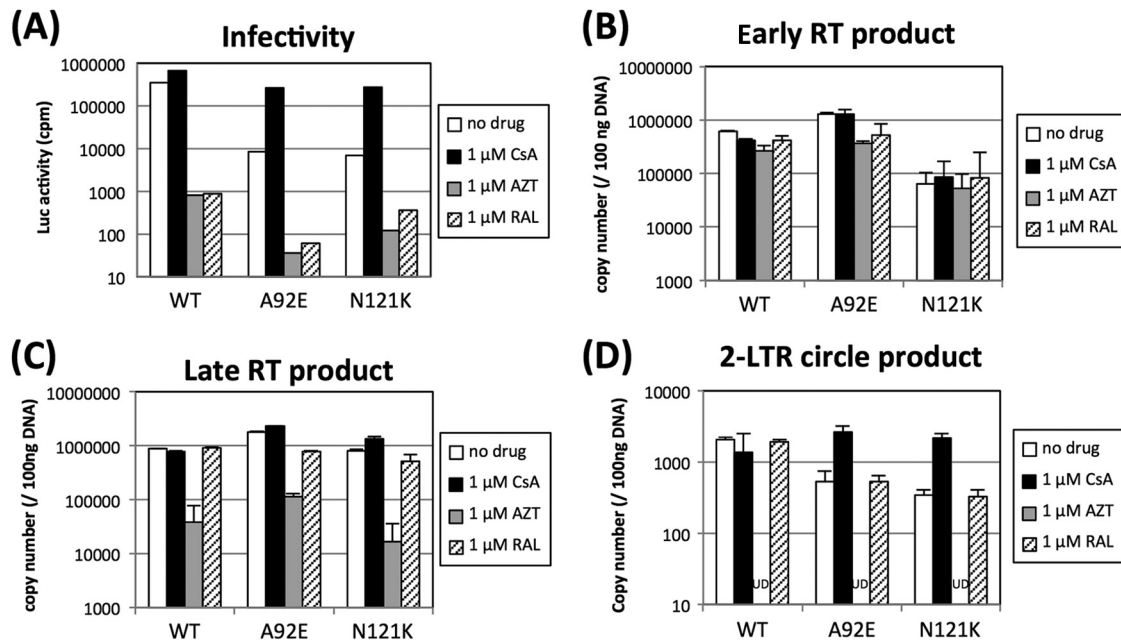 (A)
Infectivity
Luc activity (cpm)
1000000
100000
10000
1000
100
10
WT
A92E
N121K
no drug
1 µM CsA
1 µM AZT
1 µM RAL
(B)
Early RT product
copy number (/ 100 ng DNA)
10000000
1000000
100000
10000
1000
WT
A92E
N121K
no drug
1 µM CsA
1 µM AZT
1 µM RAL
(C)
Late RT product
copy number (/ 100ng DNA)
10000000
1000000
100000
10000
1000
WT
A92E
N121K
no drug
1 µM CsA
1 µM AZT
1 µM RAL
(D)
2-LTR circle product
Copy number (/ 100ng DNA)
10000
1000
100
10
UD
UD
UD
WT
A92E
N121K
no drug
1 µM CsA
1 µM AZT
1 µM RAL